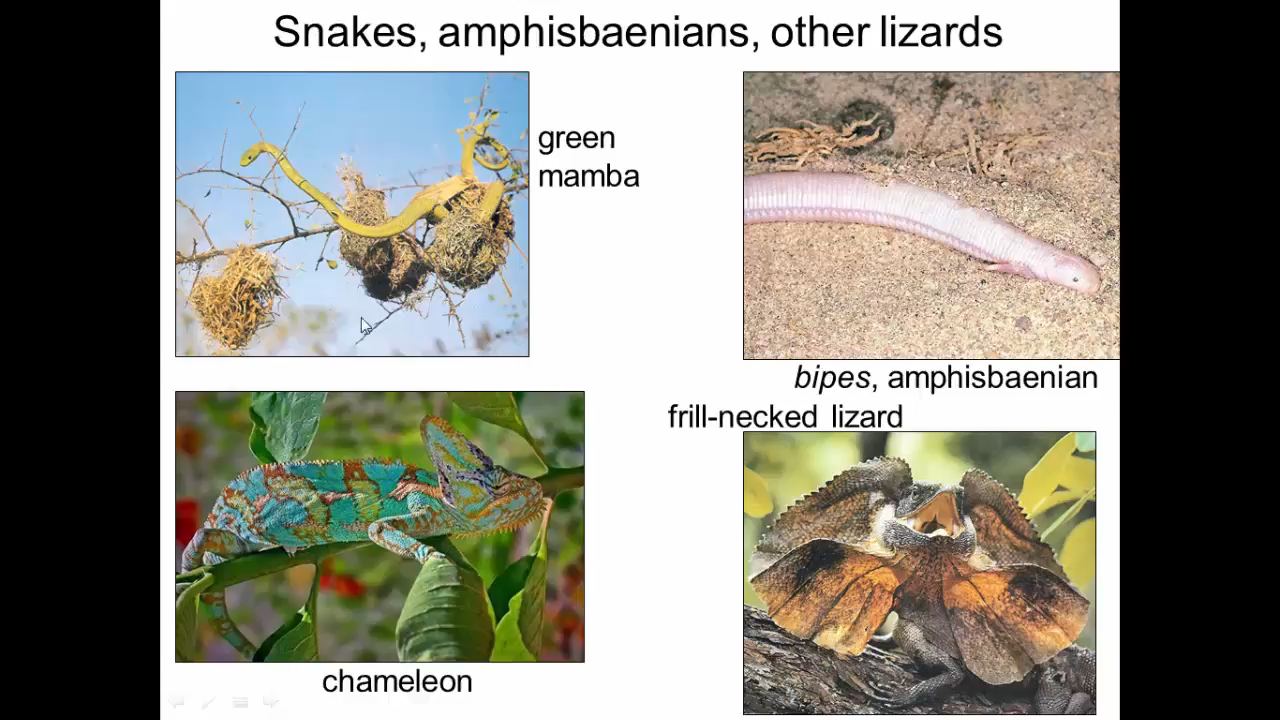 Snakes, amphisbaenians, other lizards
green
mamba
bipes, amphisbaenian
frill-necked lizard
chameleon